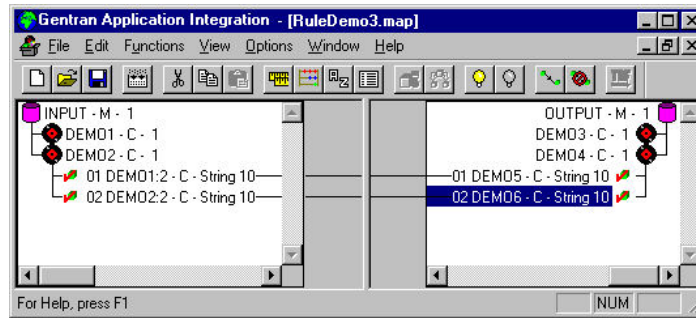 Gentran Application Integration - [RuleDemo3.map]
File Edit Functions View Options Window Help
INPUT - M - 1
DEMO1 - C - 1
DEMO2 - C - 1
01 DEMO1:2 - C - String 10
02 DEMO2:2 - C - String 10
OUTPUT - M - 1
DEMO3 - C - 1
DEMO4 - C - 1
01 DEMO5 - C - String 10
02 DEMO6 - C - String 10
For Help, press F1
NUM